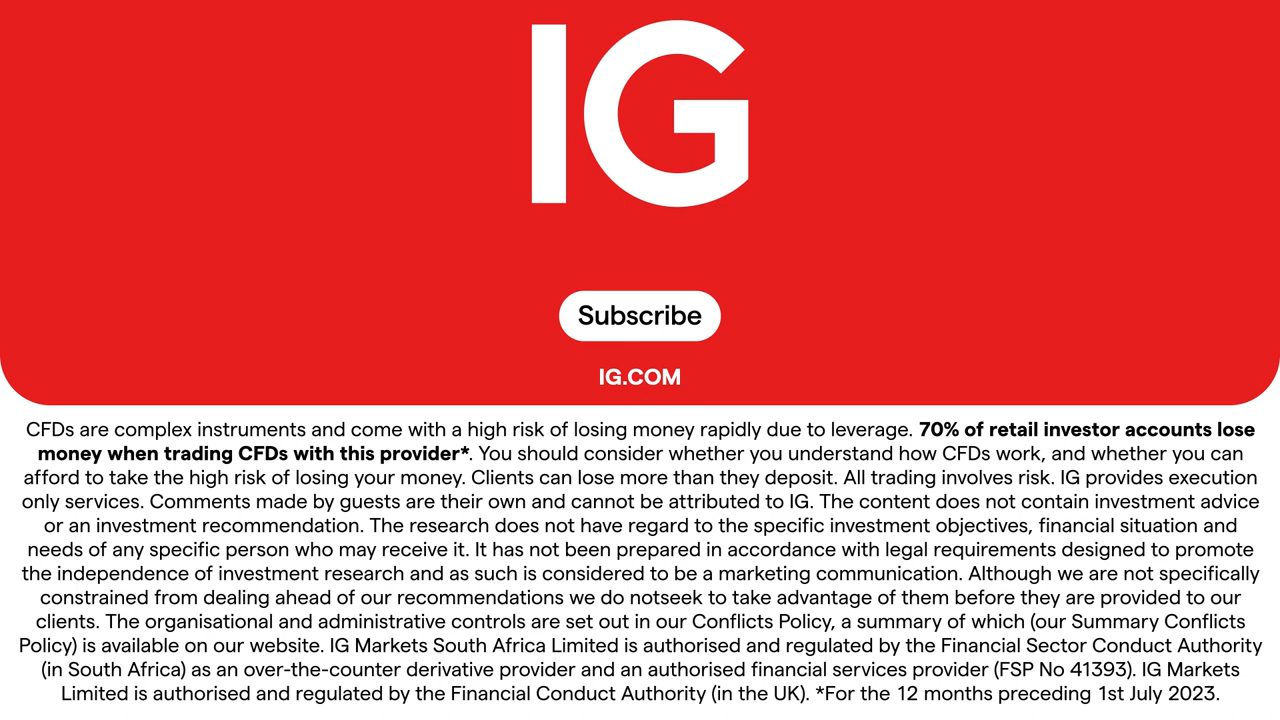 IG
Subscribe
IG.COM
CFDs are complex instruments and come with a high risk of losing money rapidly due to leverage. 70% of retail investor accounts lose
money when trading CFDs with this provider*. You should consider whether you understand how CFDs work, and whether you can
afford to take the high risk of losing your money. Clients can lose more than they deposit. All trading involves risk. IG provides execution
only services. Comments made by guests are their own and cannot be attributed to IG. The content does not contain investment advice
or an investment recommendation. The research does not have regard to the specific investment objectives, financial situation and
needs of any specific person who may receive it. It has not been prepared in accordance with legal requirements designed to promote
the independence of investment research and as such is considered to be a marketing communication. Although we are not specifically
constrained from dealing ahead of our recommendations we do notseek to take advantage of them before they are provided to our
clients. The organisational and administrative controls are set out in our Conflicts Policy, a summary of which (our Summary Conflicts
Policy) is available on our website. IG Markets South Africa Limited is authorised and regulated by the Financial Sector Conduct Authority
(in South Africa) as an over-the-counter derivative provider and an authorised financial services provider (FSP No 41393). IG Markets
Limited is authorised and regulated by the Financial Conduct Authority (in the UK). *For the 12 months preceding 1st July 2023.